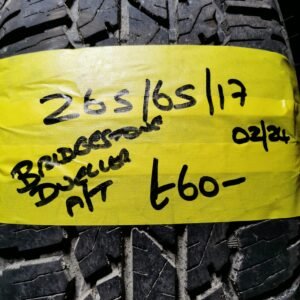 265/65/17
02/24
BRIDGESTONE
DUELLER
A/T
£60-